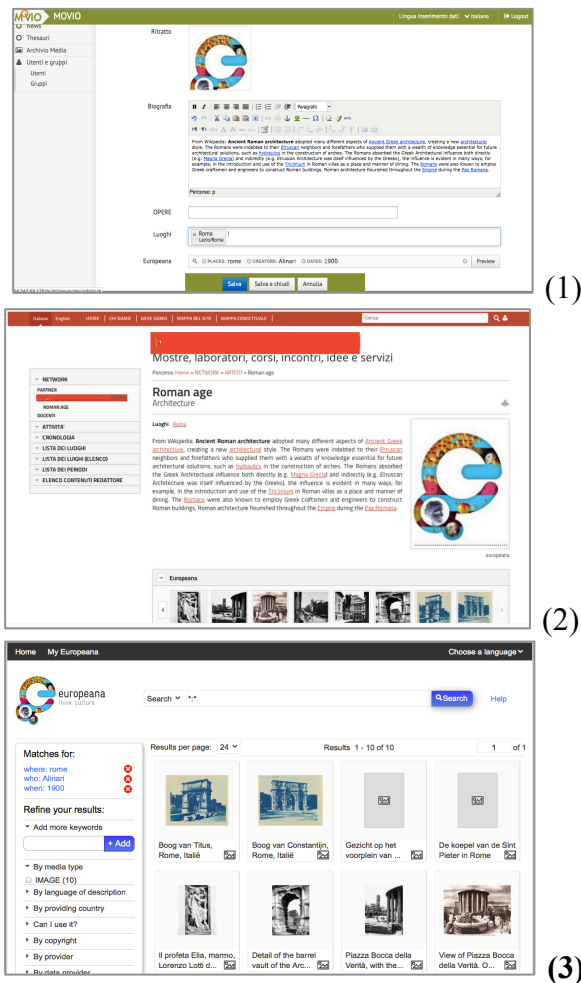 MOVIO MOVIO Lingua inserimento dati Italiano Logout
News
Thesauri
Archivio Media
Utenti e gruppi
Utenti
Gruppi
Ritratto
Biografia
Paragrafo
From Wikipedia: Ancient Roman architecture adopted many different aspects of Ancient Greek architecture, creating a new architectural
style. The Romans were indebted to their Etruscan neighbors and forefathers who supplied them with a wealth of knowledge essential for future
architectural solutions, such as hydraulics in the construction of arches. The Romans absorbed the Greek Architectural influence both directly
(e.g. Magna Grecia) and indirectly (e.g. Etruscan Architecture was itself influenced by the Greeks), the influence is evident in many ways; for
example, in the introduction and use of the Triclinium in Roman villas as a place and manner of dining. The Romans were also known to employ
Greek craftsmen and engineers to construct Roman buildings. Roman architecture flourished throughout the Empire during the Pax Romana.
Percorso: p
OPERE
Luoghi
Roma
Lazio/Roma
Europeana
PLACES: rome CREATORS: Alinari DATES: 1900 Preview
Salva Salva e chiudi Annulla
(1)
Italiano English HOME CHI SIAMO DOVE SIAMO MAPPA DEL SITO MAPPA CONCETTUALE Cerca
Mostre, laboratori, corsi, incontri, idee e servizi
Percorso: Home » NETWORK » ARTISTI » Roman age
NETWORK
PARTNER
ROMAN AGE
DOCENTI
ATTIVITA'
CRONOLOGIA
LISTA DEI LUOGHI
LISTA DEI LUOGHI (ELENCO)
LISTA DEI PERIODI
ELENCO CONTENUTI REDATTORE
Roman age
Architecture
Luoghi Roma
From Wikipedia: Ancient Roman architecture adopted many different aspects of Ancient Greek
architecture, creating a new architectural style. The Romans were indebted to their Etruscan
neighbors and forefathers who supplied them with a wealth of knowledge essential for future
architectural solutions, such as hydraulics in the construction of arches. The Romans absorbed
the Greek Architectural influence both directly (e.g. Magna Grecia) and indirectly (e.g. Etruscan
Architecture was itself influenced by the Greeks), the influence is evident in many ways; for
example, in the introduction and use of the Triclinium in Roman villas as a place and manner of
dining. The Romans were also known to employ Greek craftsmen and engineers to construct
Roman buildings. Roman architecture flourished throughout the Empire during the Pax Romana.
europeana
Europeana
(2)
Home My Europeana Choose a language
europeana
think culture
Search *:* Search Help
Matches for:
where: rome
who: Alinari
when: 1900
Refine your results:
Add more keywords
+ Add
By media type
IMAGE (10)
By language of description
By providing country
Can I use it?
By copyright
By provider
By data provider
Results per page: 24 Results 1 - 10 of 10 1 of 1
Boog van Titus,
Rome, Italië
Boog van Constantijn,
Rome, Italië
Gezicht op het
voorplein van ...
De koepel van de Sint
Pieter in Rome
Il profeta Elia, marmo,
Lorenzo Lotti d...
Detail of the barrel
vault of the Arc...
Piazza Bocca della
Verità, with the...
View of Piazza Bocca
della Verità. O...
(3)